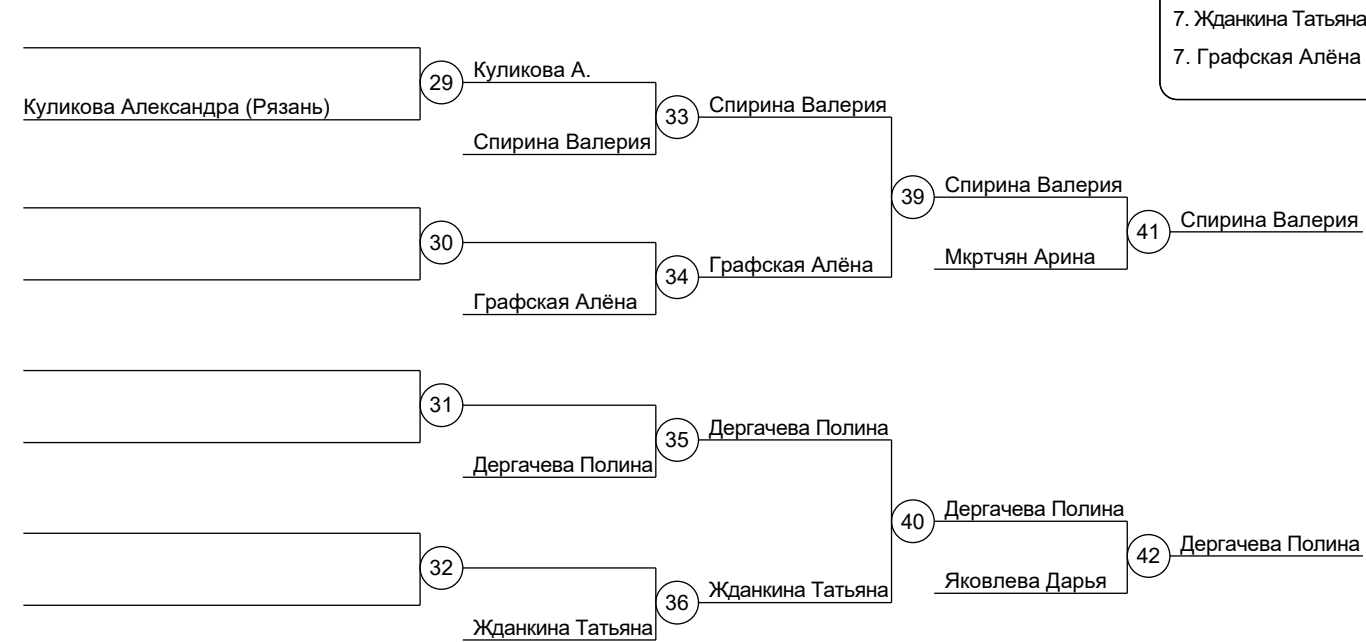 7. Жданкина Татьяна
7. Графская Алёна
29
Куликова А.
Куликова Александра (Рязань)
33
Спирина Валерия
Спирина Валерия
39
Спирина Валерия
30
41
Спирина Валерия
34
Графская Алёна
Мкртчян Арина
Графская Алёна
31
35
Дергачева Полина
Дергачева Полина
40
Дергачева Полина
32
42
Дергачева Полина
36
Жданкина Татьяна
Яковлева Дарья
Жданкина Татьяна